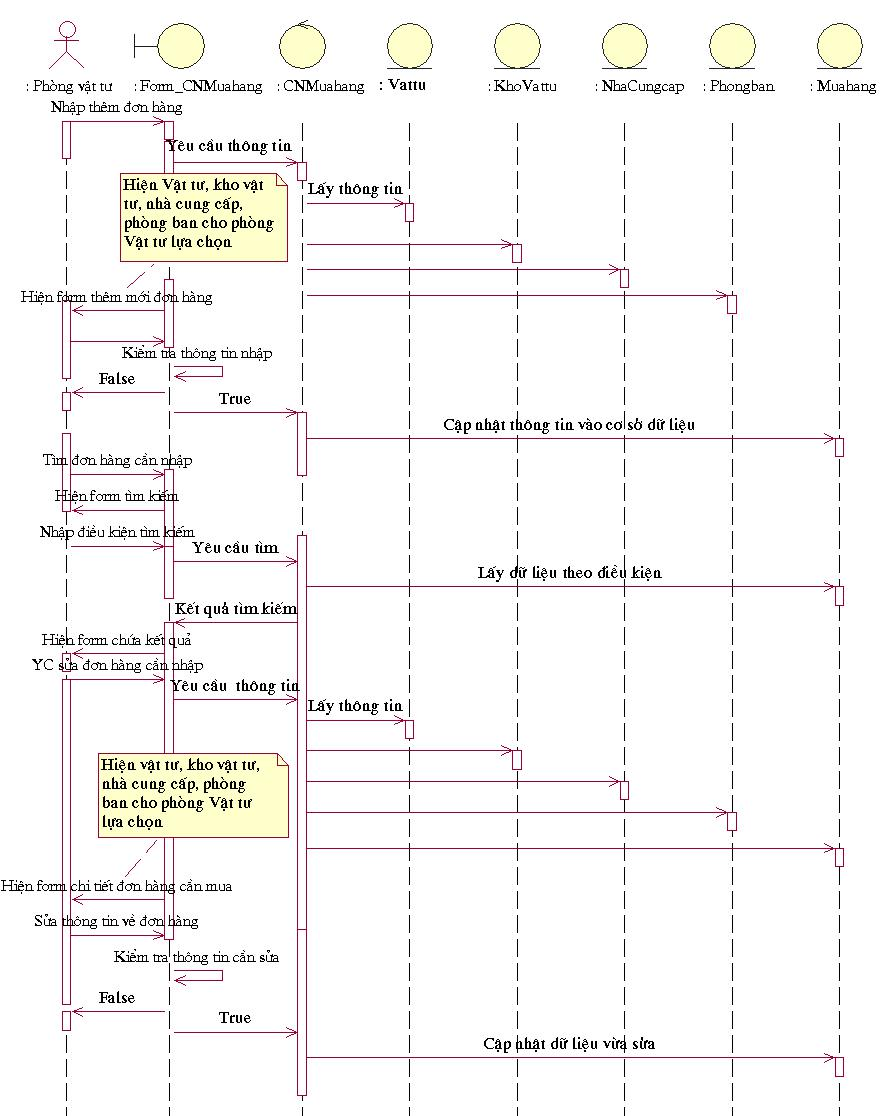 : Phòng vật tư
: Form_CNMuahang
: CNMuahang
: Vattu
: KhoVattu
: NhaCungcap
: Phongban
: Muahang
Nhập thêm đơn hàng
Yêu cầu thông tin
Hiện Vật tư, kho vật
tư, nhà cung cấp,
phòng ban cho phòng
Vật tư lựa chọn
Lấy thông tin
Hiện form thêm mới đơn hàng
Kiểm tra thông tin nhập
False
True
Cập nhật thông tin vào cơ sở dữ liệu
Tìm đơn hàng cần nhập
Hiện form tìm kiếm
Nhập điều kiện tìm kiếm
Yêu cầu tìm
Lấy dữ liệu theo điều kiện
Kết quả tìm kiếm
Hiện form chứa kết quả
YC sửa đơn hàng cần nhập
Yêu cầu thông tin
Lấy thông tin
Hiện vật tư, kho vật tư,
nhà cung cấp, phòng
ban cho phòng Vật tư
lựa chọn
Hiện form chi tiết đơn hàng cần mua
Sửa thông tin về đơn hàng
Kiểm tra thông tin cần sửa
False
True
Cập nhật dữ liệu vừa sửa